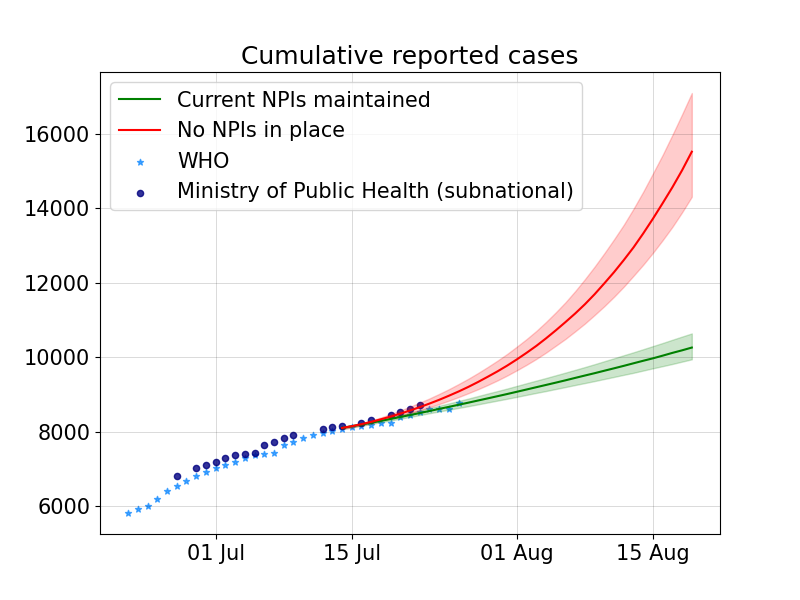 Cumulative reported cases
Current NPIs maintained
No NPIs in place
WHO
Ministry of Public Health (subnational)
16000
14000
12000
10000
8000
6000
01 Jul
15 Jul
01 Aug
15 Aug